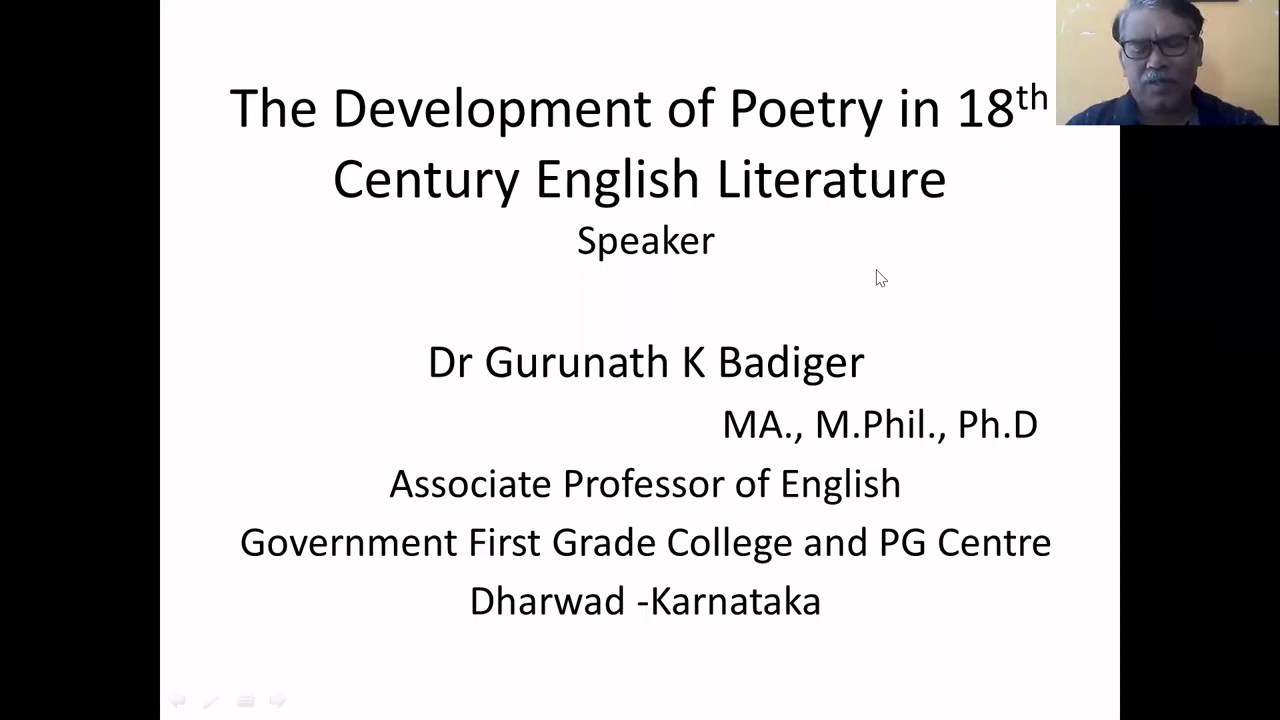 The Development of Poetry in 18th
Century English Literature
Speaker
Dr Gurunath K Badiger
MA., M.Phil., Ph.D
Associate Professor of English
Government First Grade College and PG Centre
Dharwad -Karnataka